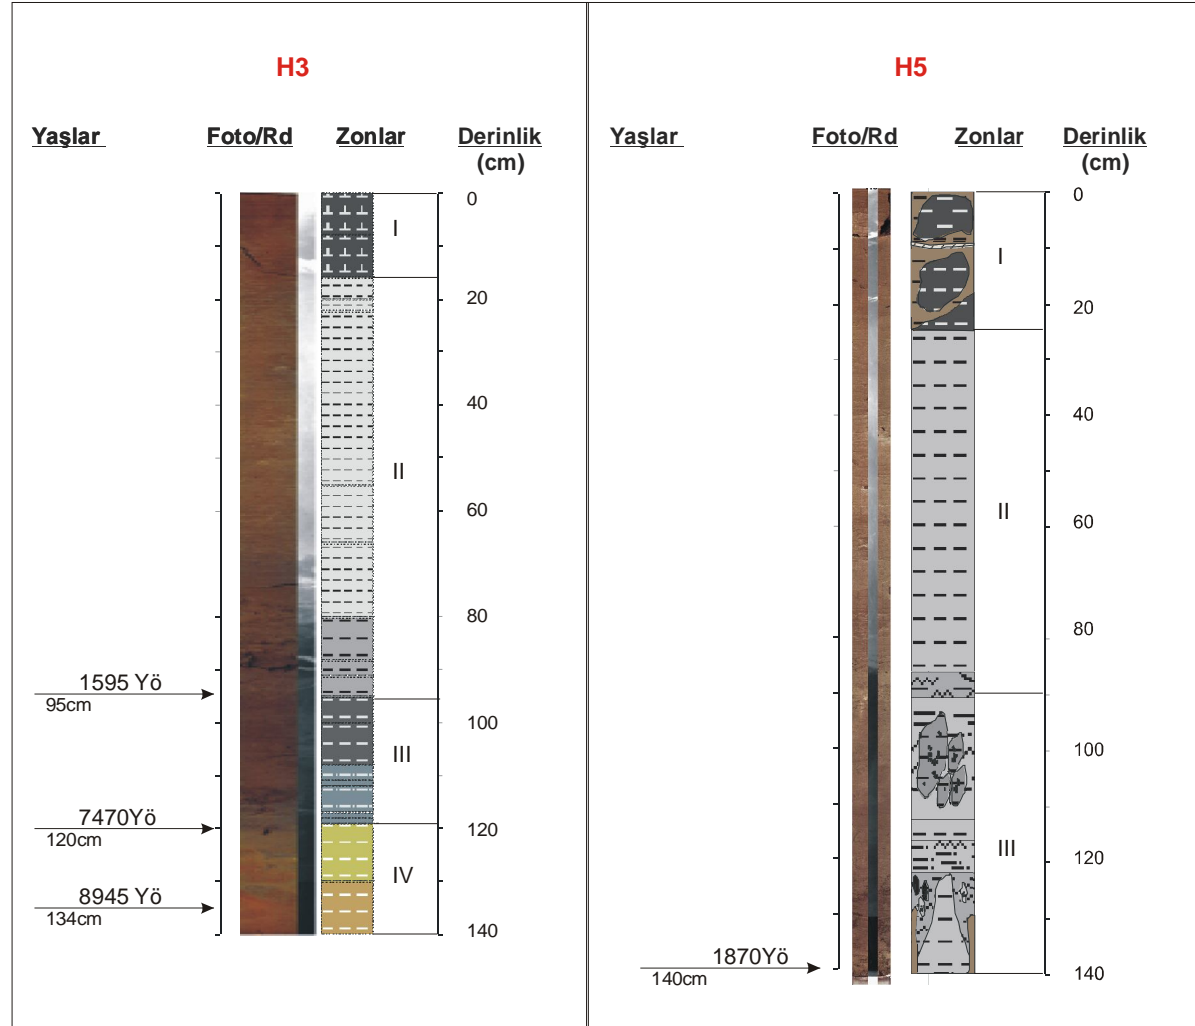 H3
Yaşlar
Foto/Rd
Zonlar
Derinlik
(cm)
0
I
20
40
II
60
80
1595 Yö
95cm
100
III
7470Yö
120cm
120
IV
8945 Yö
134cm
140
H5
Yaşlar
Foto/Rd
Zonlar
Derinlik
(cm)
0
I
20
40
II
60
80
100
III
120
1870Yö
140cm
140